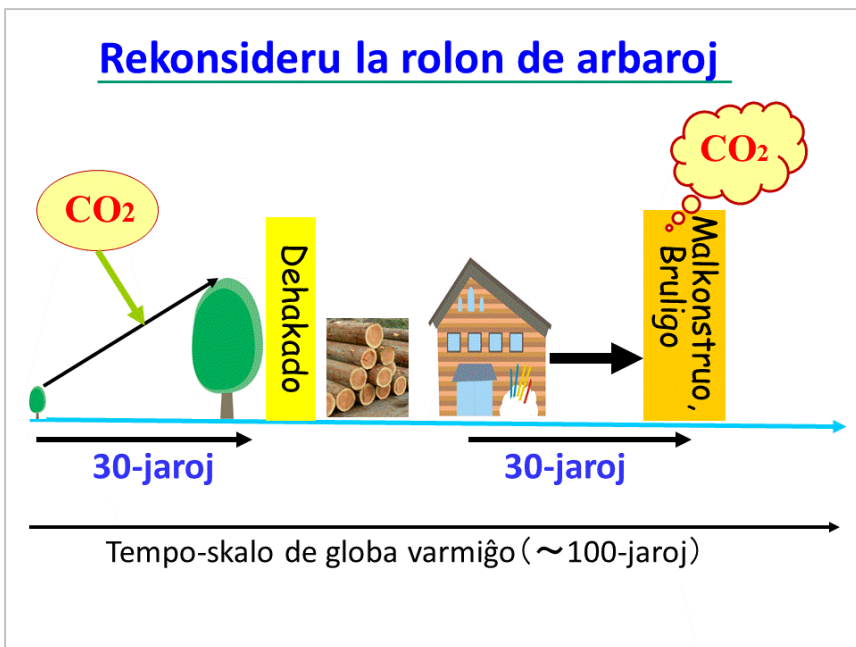 Rekonsideru la rolon de arbaroj
CO2
CO2
Dehakado
Malkonstruo,
Bruligo
30-jaroj
30-jaroj
Tempo-skalo de globa varmiĝo（～100-jaroj）